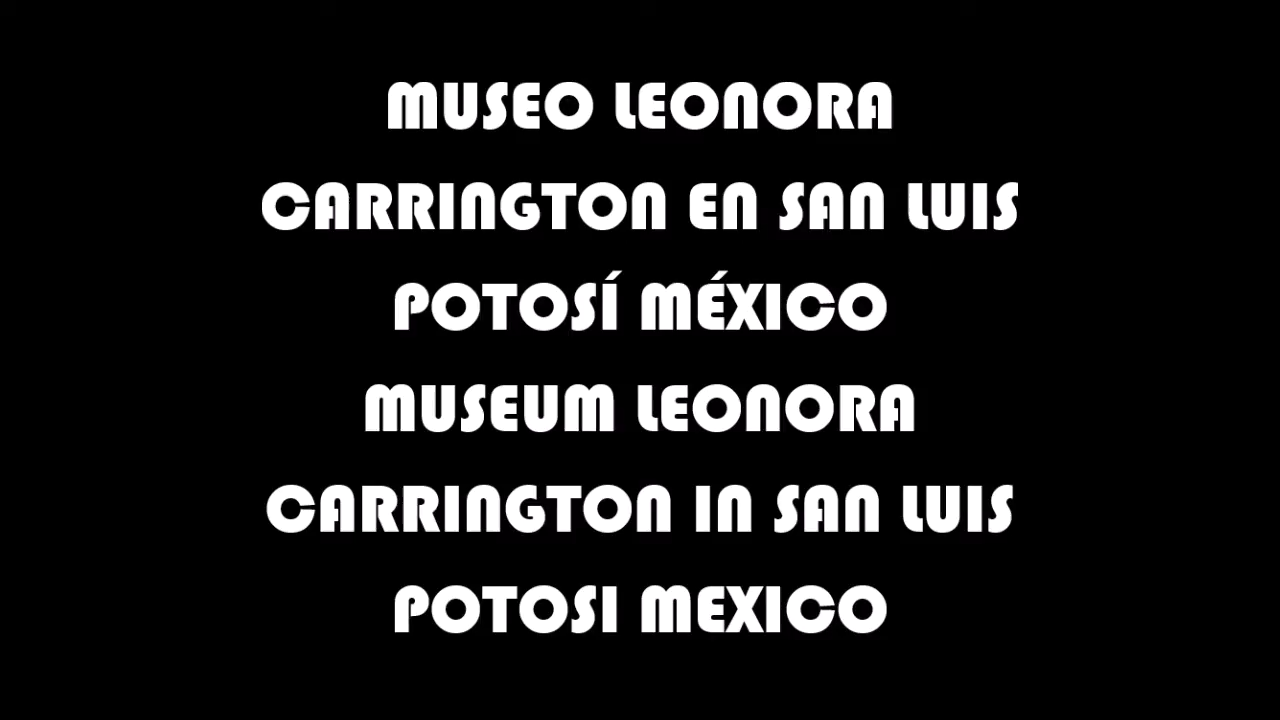 MUSEO LEONORA
CARRINGTON EN SAN LUIS
POTOSÍ MÉXICO
MUSEUM LEONORA
CARRINGTON IN SAN LUIS
POTOSI MEXICO